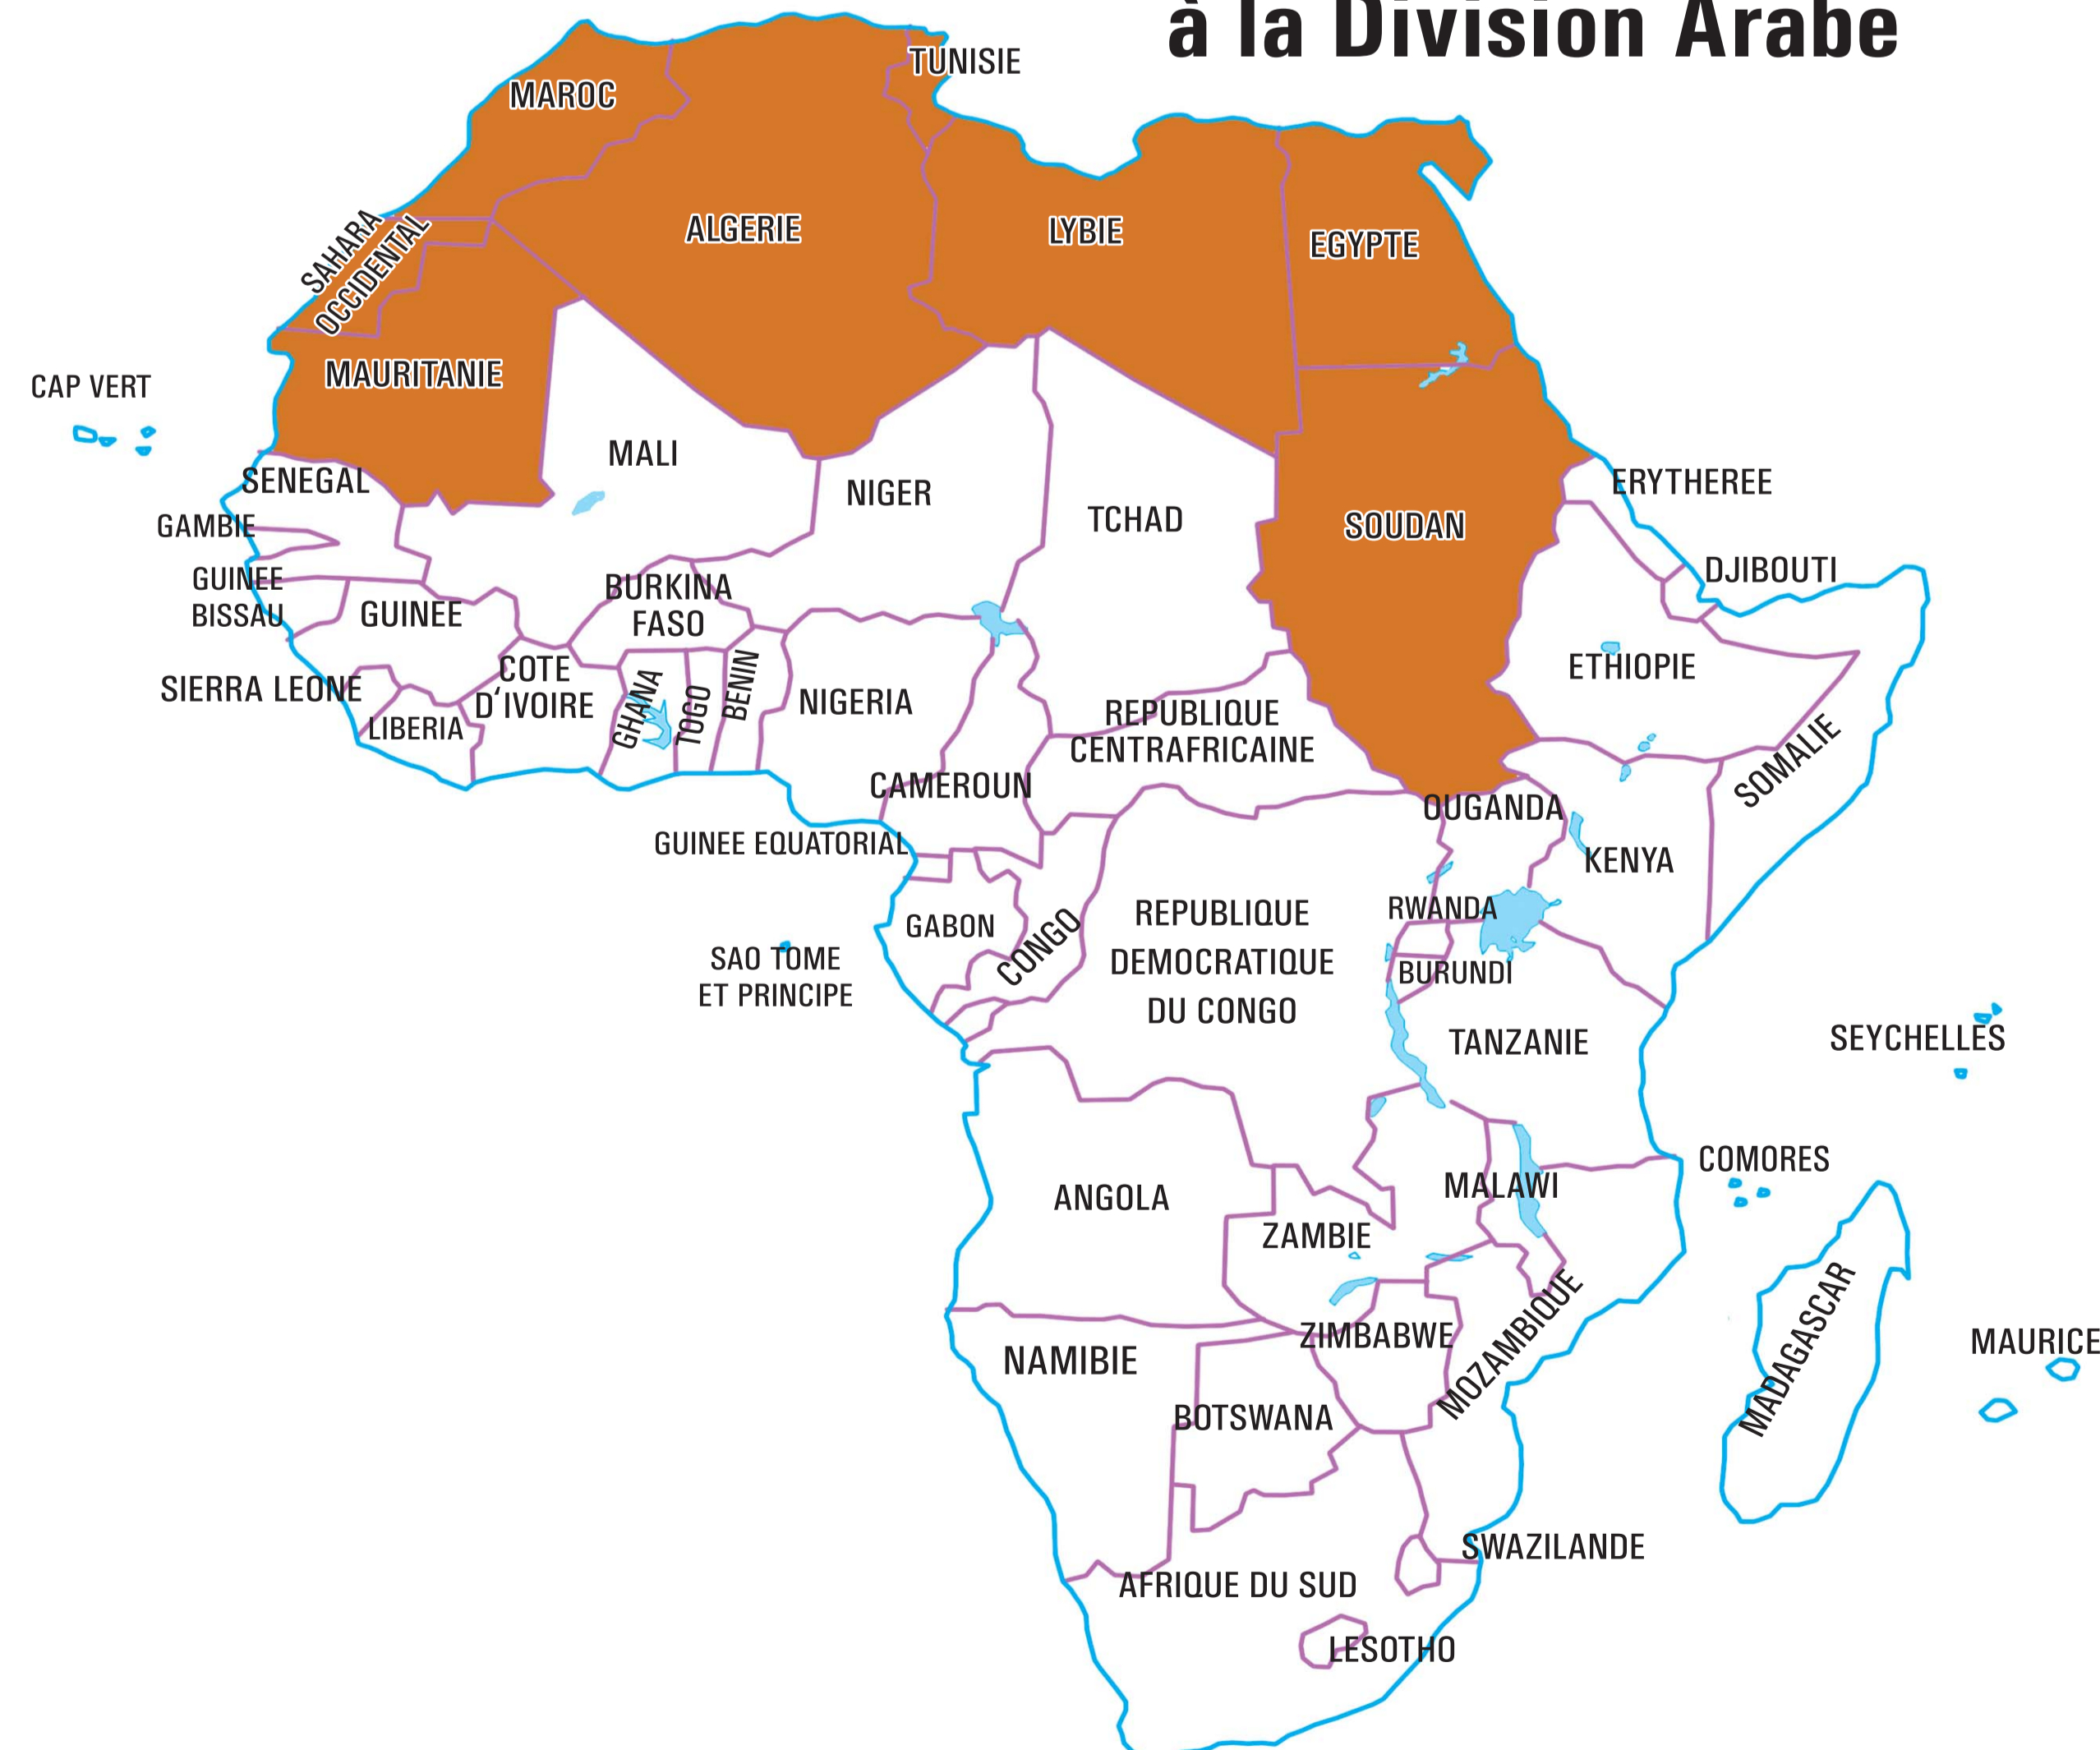 à la Division Arabe
TUNISIE
MAROC
ALGERIE
LYBIE
EGYPTE
SAHARA
OCCIDENTAL
MAURITANIE
CAP VERT
MALI
SENEGAL
NIGER
ERYTHEREE
TCHAD
SOUDAN
GAMBIE
DJIBOUTI
GUINEE
BISSAU
GUINEE
BURKINA
FASO
ETHIOPIE
COTE
D'IVOIRE
SIERRA LEONE
LIBERIA
GHANA
TOGO
BENIN
NIGERIA
REPUBLIQUE
CENTRAFRICAINE
SOMALIE
CAMEROUN
OUGANDA
GUINEE EQUATORIAL
KENYA
GABON
CONGO
REPUBLIQUE
DEMOCRATIQUE
DU CONGO
RWANDA
BURUNDI
SAO TOME
ET PRINCIPE
TANZANIE
SEYCHELLES
COMORES
ANGOLA
MALAWI
ZAMBIE
MADAGASCAR
MAURICE
ZIMBABWE
MOZAMBIQUE
NAMIBIE
BOTSWANA
SWAZILANDE
AFRIQUE DU SUD
LESOTHO